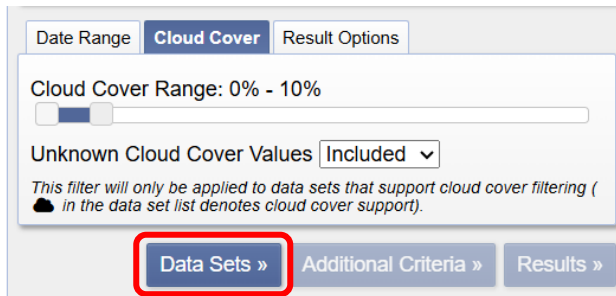 Date Range Cloud Cover Result Options
Cloud Cover Range: 0% - 10%
Unknown Cloud Cover Values Included
This filter will only be applied to data sets that support cloud cover filtering (
in the data set list denotes cloud cover support).
Data Sets » Additional Criteria » Results »